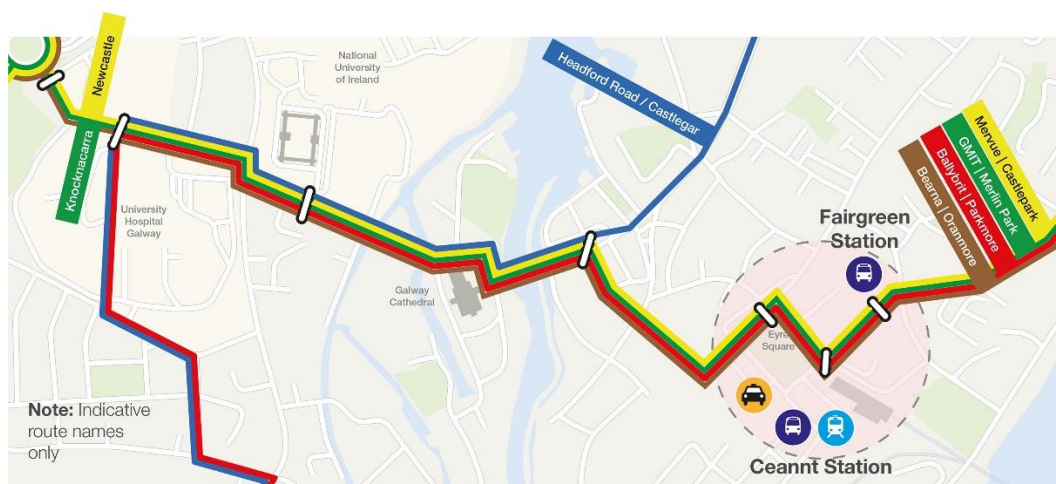 Newcastle
Knocknacarra
National
University
of Ireland
Headford Road / Castlegar
Mervue | Castlepark
GMIT | Merlin Park
Ballybrit | Parkmore
Bearna | Oranmore
University
Hospital
Galway
Fairgreen
Station
Galway
Cathedral
Eyre
Square
Note: Indicative
route names
only
Ceannt Station